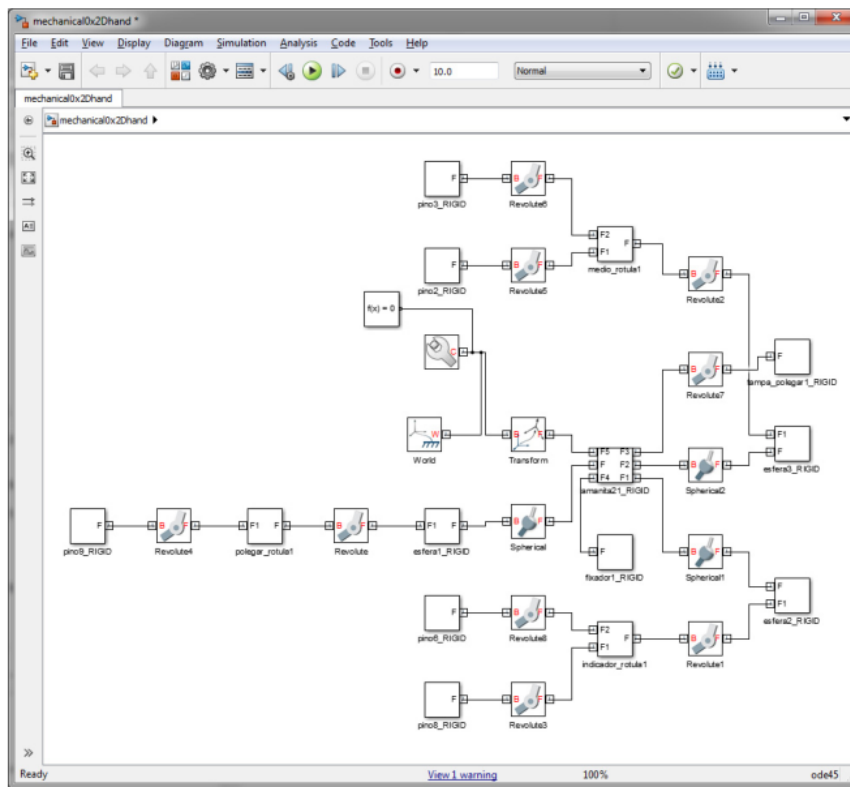 mechanical0x2Dhand *
File Edit View Display Diagram Simulation Analysis Code Tools Help
10.0 Normal
mechanical0x2Dhand
mechanical0x2Dhand
F B F
pino3_RIGID Revolute6
F2
F1 F
medio_rotula1
F B F
pino2_RIGID Revolute5
B F
Revolute2
f(x) = 0
C
B F
Revolute7
F
tampa_polegar1_RIGID
W
World
B F
Transform
F5 F3
F F2
F4 F1
amanita21_RIGID
B F
Spherical2
F1
F
esfera3_RIGID
F B F F1 F B F F1 F B F
pino9_RIGID Revolute4 polegar_rotula1 Revolute esfera1_RIGID Spherical
F
fixador1_RIGID
B F
Spherical1
F
F1
esfera2_RIGID
F B F
pino6_RIGID Revolute8
F2
F1 F
indicador_rotula1
B F
Revolute1
F B F
pino8_RIGID Revolute3
Ready View 1 warning 100% ode45